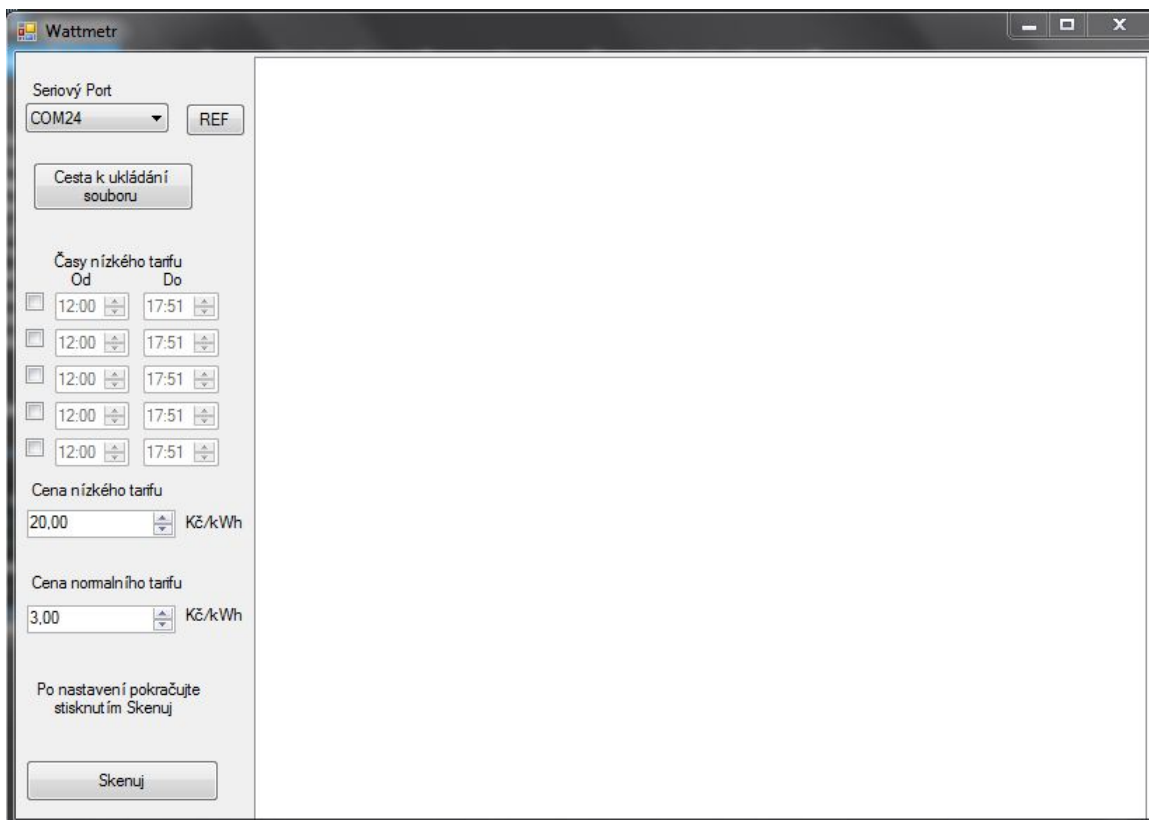 Wattmetr
Seriový Port
COM24 REF
Cesta k ukládání
souboru
Časy nízkého tarifu
Od Do
12:00 17:51
12:00 17:51
12:00 17:51
12:00 17:51
12:00 17:51
Cena nízkého tarifu
20,00 Kč/kWh
Cena normalního tarifu
3,00 Kč/kWh
Po nastavení pokračujte
stisknutím Skenuj
Skenuj